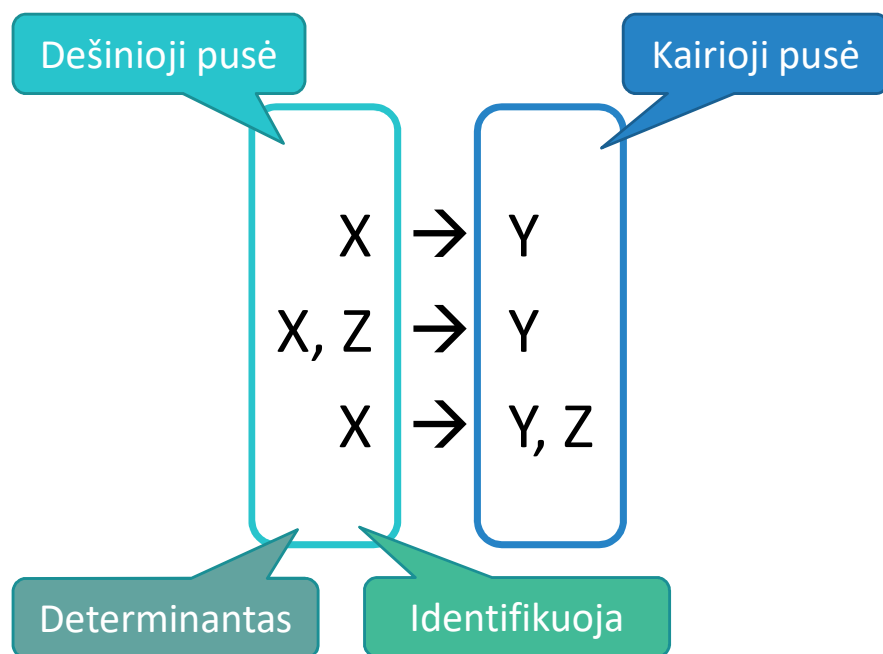 Dešinioji pusė
Kairioji pusė
X → Y
X, Z → Y
X → Y, Z
Determinantas
Identifikuoja